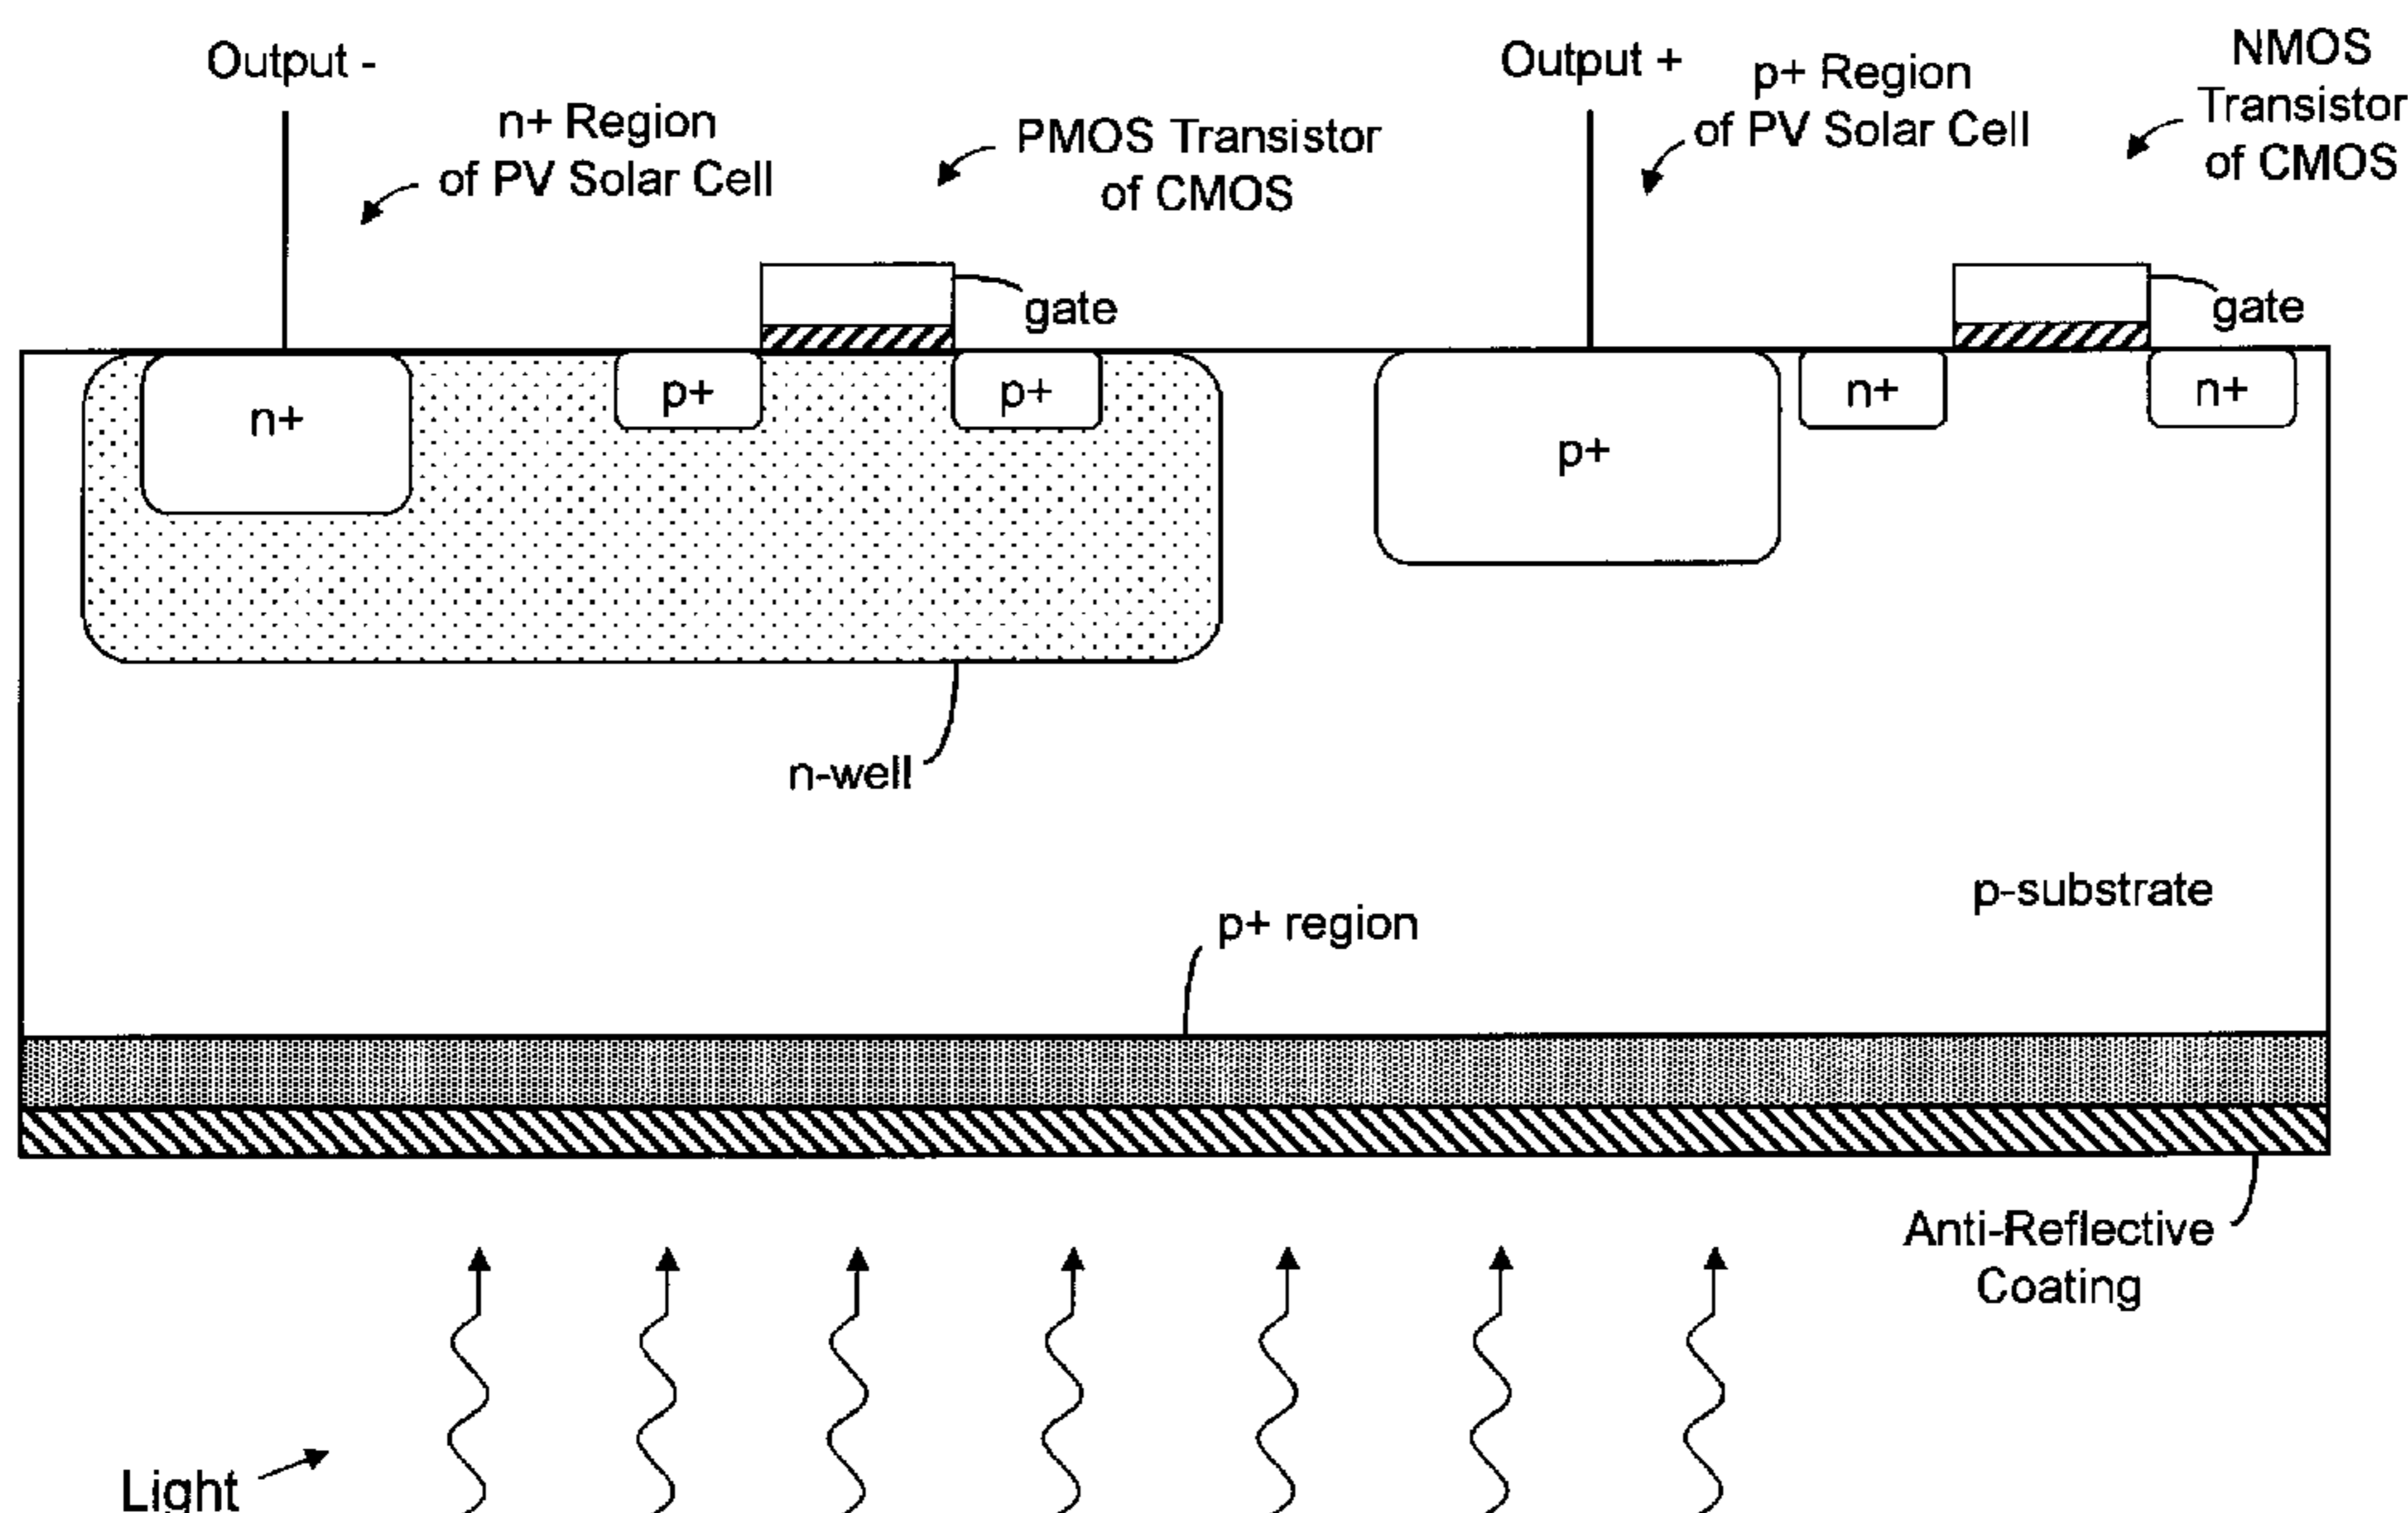 Output -
n+ Region
of PV Solar Cell
PMOS Transistor
of CMOS
Output +
p+ Region
of PV Solar Cell
NMOS
Transistor
of CMOS
gate
gate
n+
p+
p+
p+
n+
n+
n-well
p-substrate
p+ region
Anti-Reflective
Coating
Light